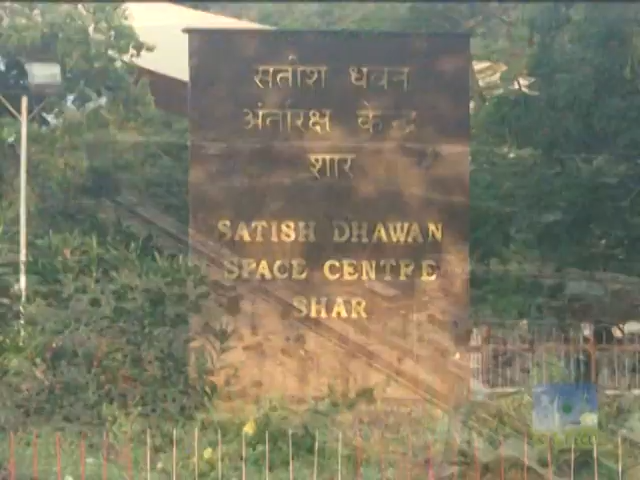 सतीश धवन
अंतरिक्ष केन्द्र
शार
SATISH DHAWAN
SPACE CENTRE
SHAR